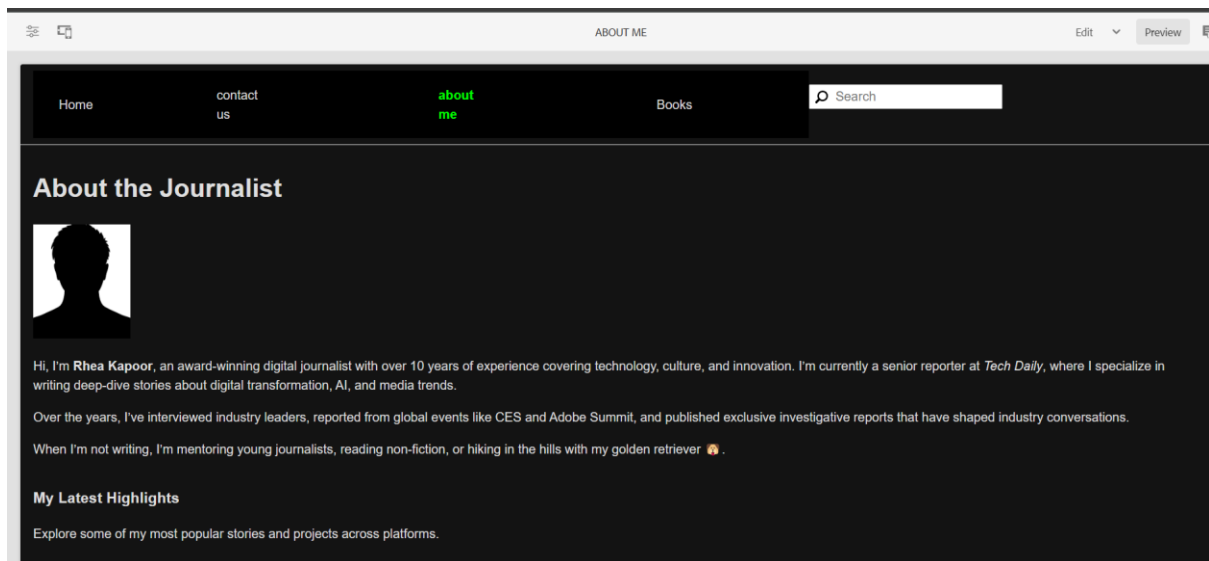 ABOUT ME
Edit
Preview
Home
contact
us
about
me
Books
Search
About the Journalist
Hi, I'm Rhea Kapoor, an award-winning digital journalist with over 10 years of experience covering technology, culture, and innovation. I'm currently a senior reporter at Tech Daily, where I specialize in
writing deep-dive stories about digital transformation, AI, and media trends.
Over the years, I've interviewed industry leaders, reported from global events like CES and Adobe Summit, and published exclusive investigative reports that have shaped industry conversations.
When I'm not writing, I'm mentoring young journalists, reading non-fiction, or hiking in the hills with my golden retriever .
My Latest Highlights
Explore some of my most popular stories and projects across platforms.